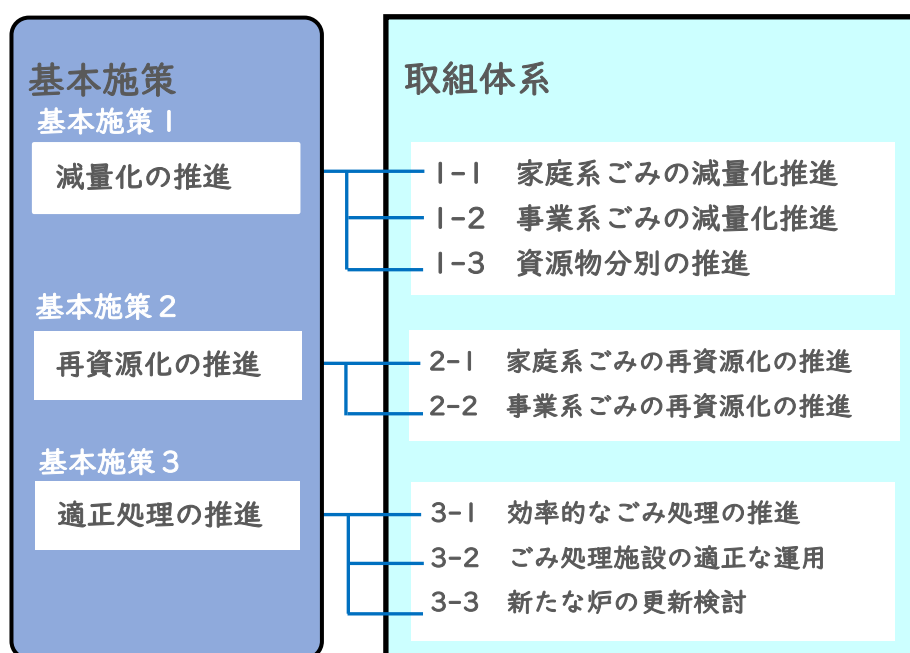 基本施策
基本施策1
減量化の推進
基本施策2
再資源化の推進
基本施策3
適正処理の推進
取組体系
1-1 家庭系ごみの減量化推進
1-2 事業系ごみの減量化推進
1-3 資源物分別の推進
2-1 家庭系ごみの再資源化の推進
2-2 事業系ごみの再資源化の推進
3-1 効率的なごみ処理の推進
3-2 ごみ処理施設の適正な運用
3-3 新たな炉の更新検討